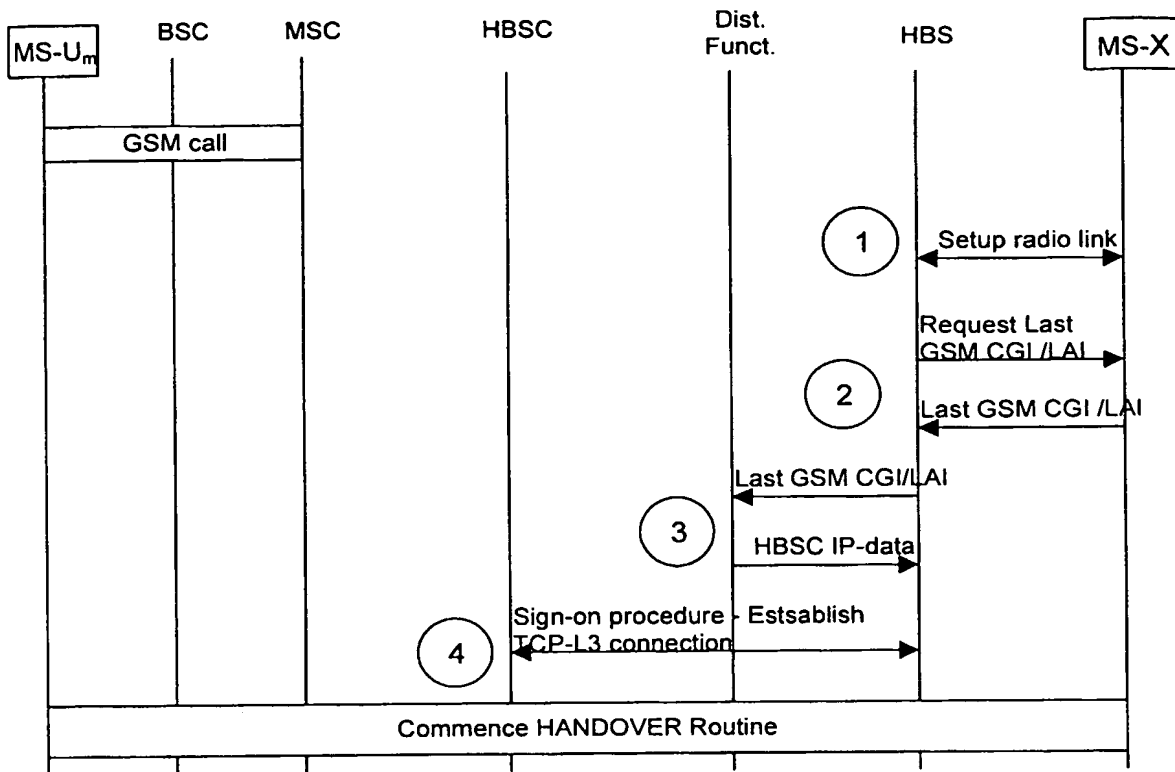 MS-Um
BSC
MSC
HBSC
Dist.
Funct.
HBS
MS-X
GSM call
1
Setup radio link
Request Last
GSM CGI /LAI
2
Last GSM CGI /LAI
Last GSM CGI/LAI
3
HBSC IP-data
Sign-on procedure - Estsablish
TCP-L3 connection
4
Commence HANDOVER Routine